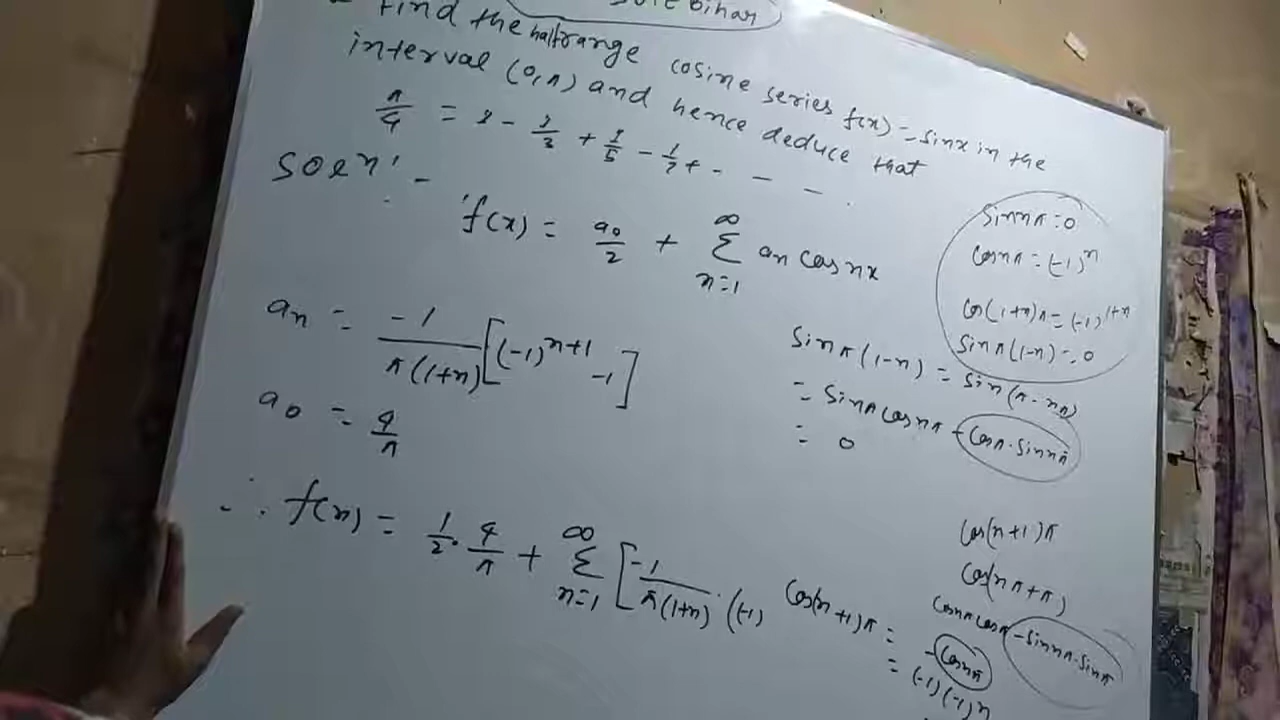 Bihar
Find the halfrange cosine series f(x) = sinx in the
interval (0,π) and hence deduce that
π/4 = 1 - 1/3 + 1/5 - 1/7 + - - -
Soln! -
f(x) = a0/2 + ∞ Σ n=1 an cos nx
an = -1/π(1+n) [(-1)^n+1 -1]
a0 = 4/π
∴ f(x) = 1/2 . 4/π + ∞ Σ n=1 [-1/π(1+n) . (-1)
sin nπ = 0
cos nπ = (-1)^n
cos(1+n)π = (-1)^1+n
sin π(1-n) = 0
sin π(1-n) = sin(π - nπ)
= sinπ cos nπ - cosπ . sin nπ
= 0
cos(n+1)π
cos(nπ+π)
cos nπ cosπ - sin nπ . sinπ
cos(n+1)π =
- cos nπ
= (-1)(-1)^n